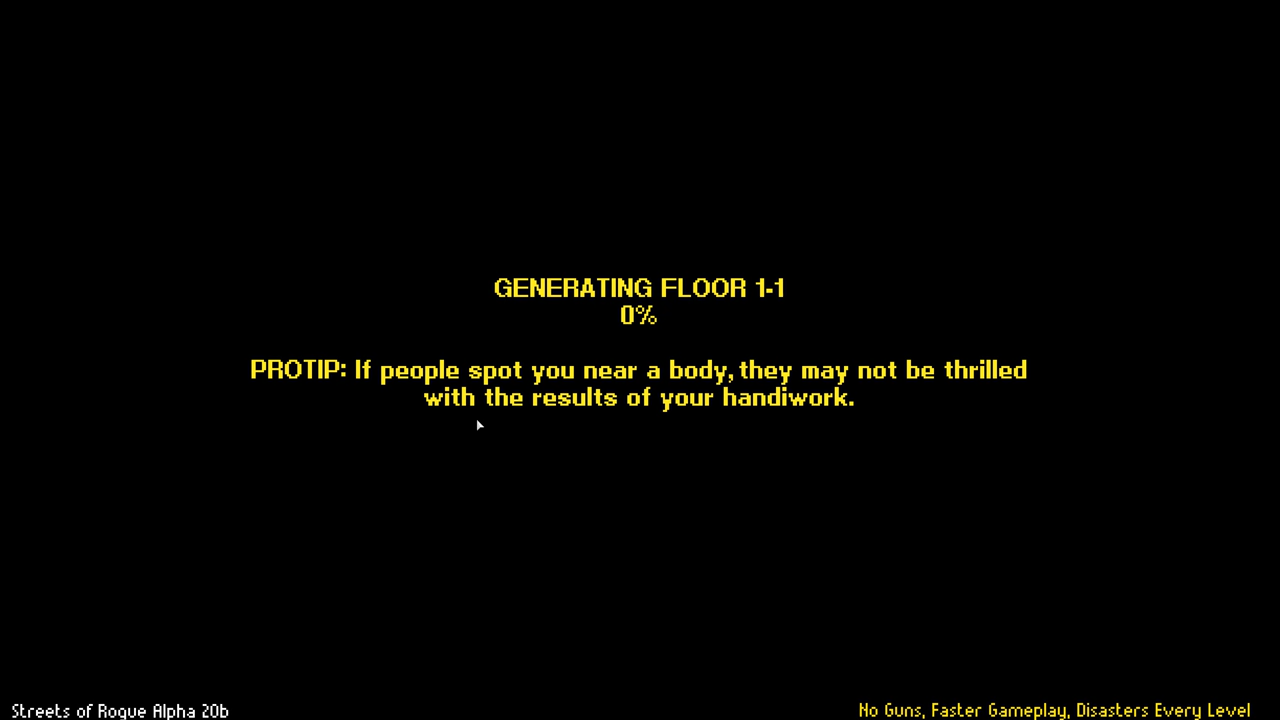 GENERATING FLOOR 1-1
0%
PROTIP: If people spot you near a body, they may not be thrilled
with the results of your handiwork.
Streets of Rogue Alpha 20b
No Guns, Faster Gameplay, Disasters Every Level